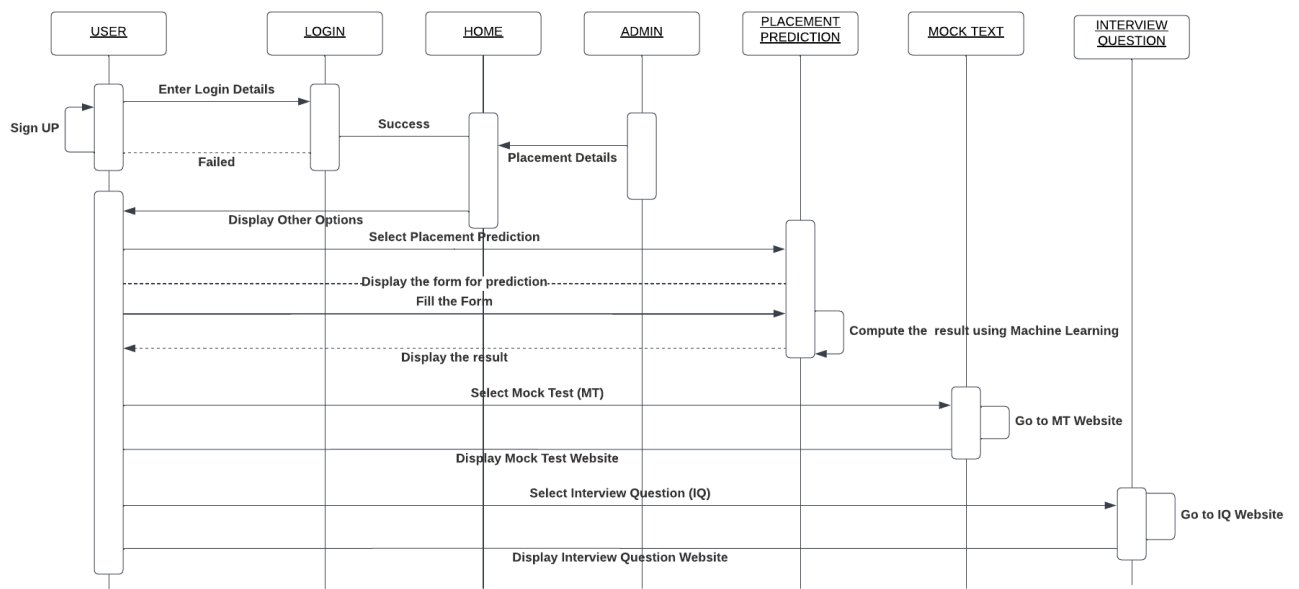 USER
LOGIN
HOME
ADMIN
PLACEMENT
PREDICTION
MOCK TEXT
INTERVIEW
QUESTION
Enter Login Details
Sign UP
Success
Failed
Placement Details
Display Other Options
Select Placement Prediction
Display the form for prediction
Fill the Form
Compute the result using Machine Learning
Display the result
Select Mock Test (MT)
Go to MT Website
Display Mock Test Website
Select Interview Question (IQ)
Go to IQ Website
Display Interview Question Website